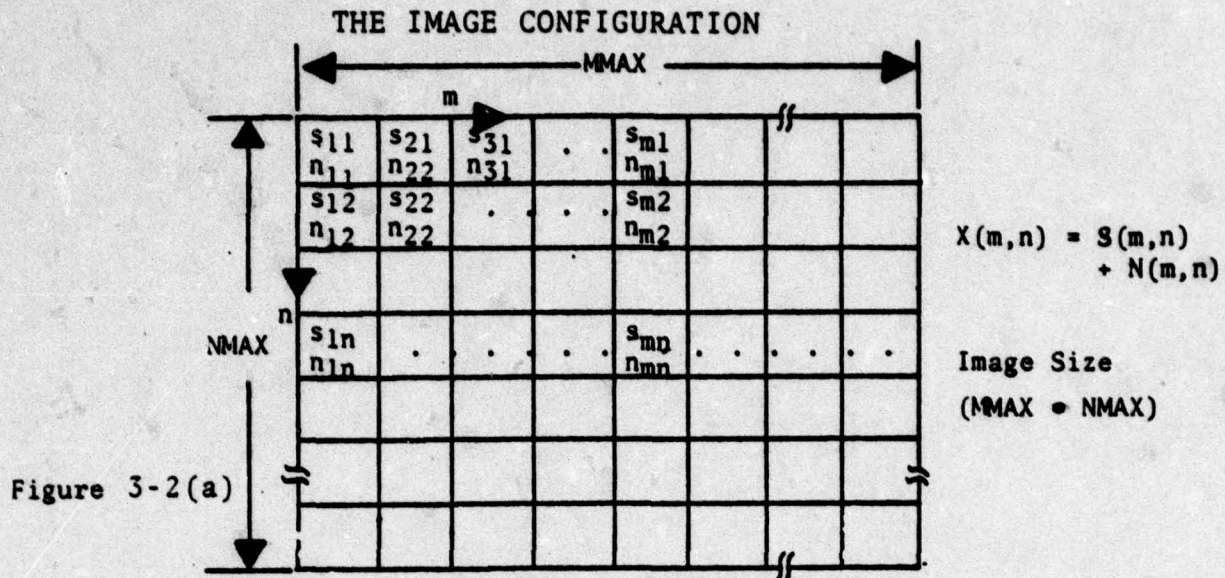 THE IMAGE CONFIGURATION
MMAX
m
s11 s21 s31 . . sm1
n11 n22 n31 nm1
s12 s22 . . . . sm2
n12 n22 nm2
X(m,n) = S(m,n)
+ N(m,n)
n
NMAX
s1n . . . . . . smn . . . . . .
n1n nmn
Image Size
(MMAX • NMAX)
Figure 3-2(a)